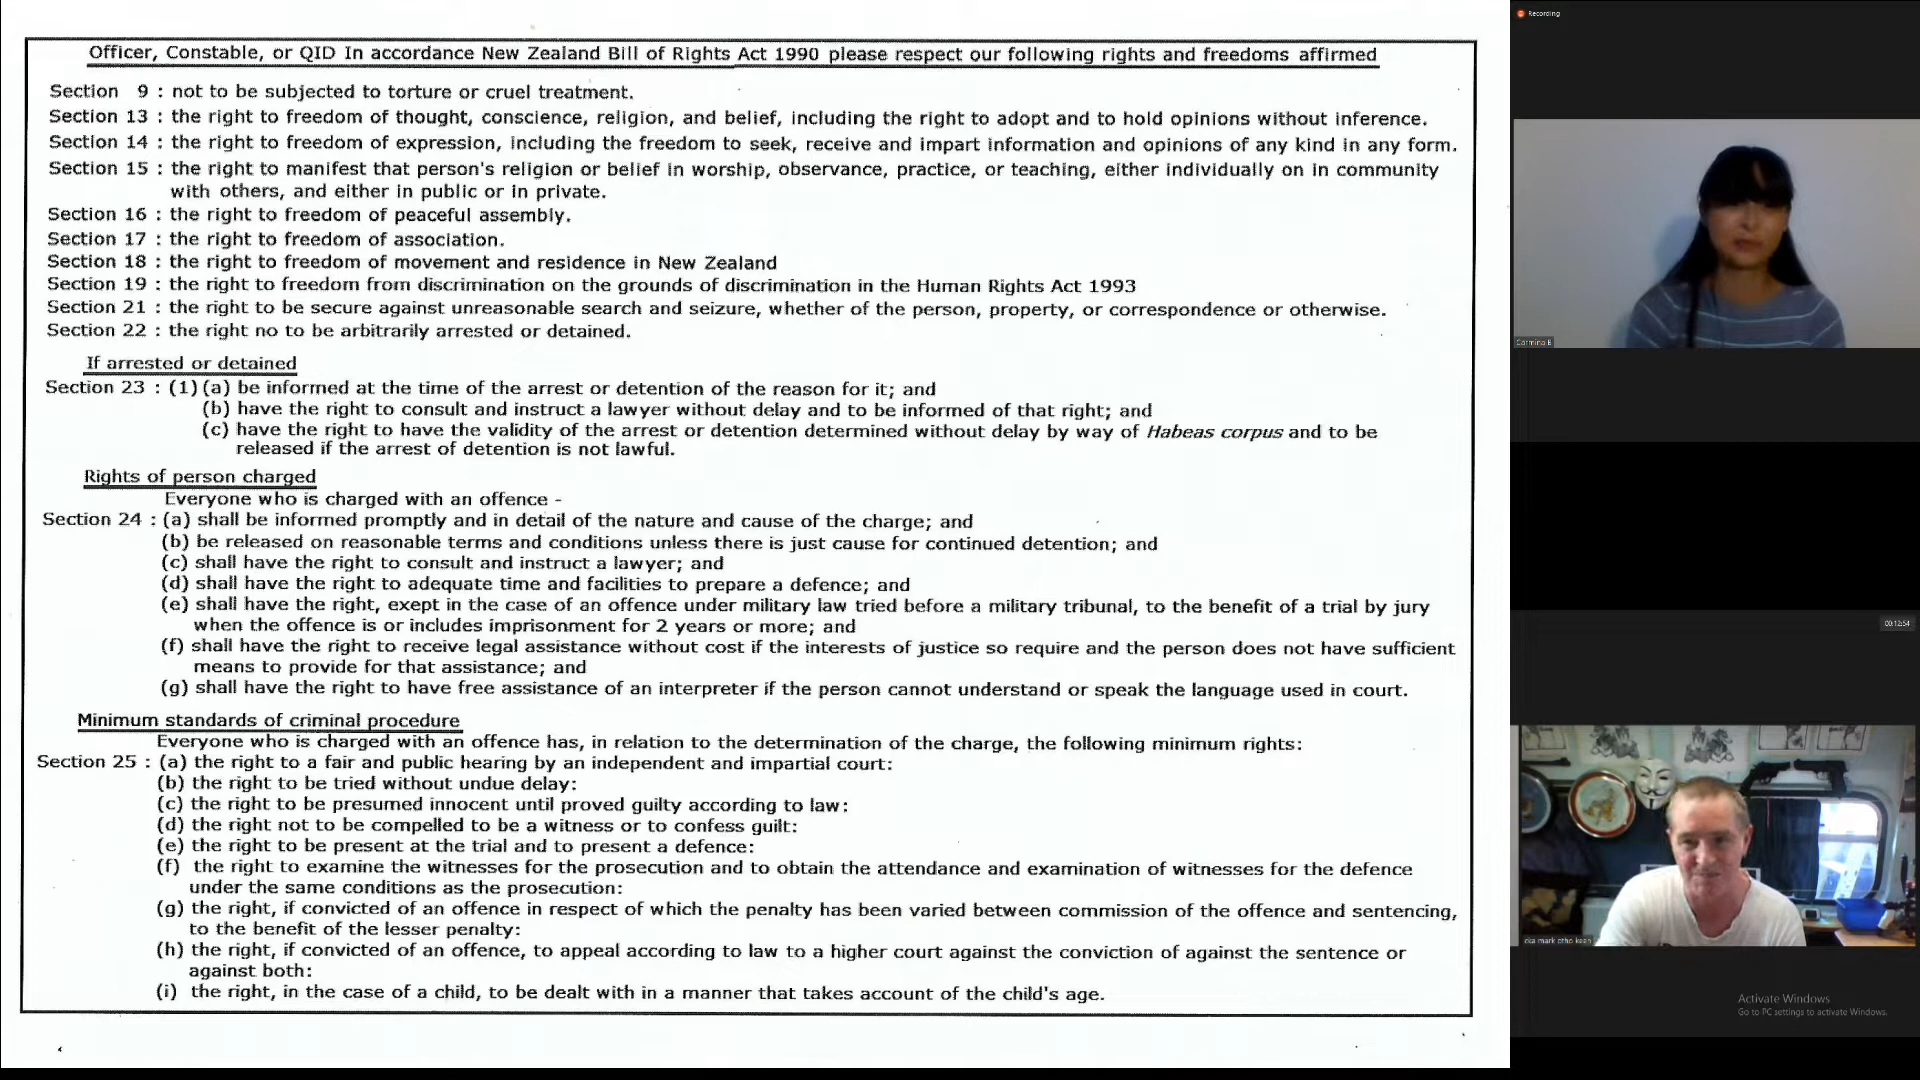 Officer, Constable, or QID In accordance New Zealand Bill of Rights Act 1990 please respect our following rights and freedoms affirmed
Section 9 : not to be subjected to torture or cruel treatment.
Section 13 : the right to freedom of thought, conscience, religion, and belief, including the right to adopt and to hold opinions without inference.
Section 14 : the right to freedom of expression, including the freedom to seek, receive and impart information and opinions of any kind in any form.
Section 15 : the right to manifest that person's religion or belief in worship, observance, practice, or teaching, either individually on in community
with others, and either in public or in private.
Section 16 : the right to freedom of peaceful assembly.
Section 17 : the right to freedom of association.
Section 18 : the right to freedom of movement and residence in New Zealand
Section 19 : the right to freedom from discrimination on the grounds of discrimination in the Human Rights Act 1993
Section 21 : the right to be secure against unreasonable search and seizure, whether of the person, property, or correspondence or otherwise.
Section 22 : the right no to be arbitrarily arrested or detained.
If arrested or detained
Section 23 : (1) (a) be informed at the time of the arrest or detention of the reason for it; and
(b) have the right to consult and instruct a lawyer without delay and to be informed of that right; and
(c) have the right to have the validity of the arrest or detention determined without delay by way of Habeas corpus and to be
released if the arrest of detention is not lawful.
Rights of person charged
Everyone who is charged with an offence -
Section 24 : (a) shall be informed promptly and in detail of the nature and cause of the charge; and
(b) be released on reasonable terms and conditions unless there is just cause for continued detention; and
(c) shall have the right to consult and instruct a lawyer; and
(d) shall have the right to adequate time and facilities to prepare a defence; and
(e) shall have the right, exept in the case of an offence under military law tried before a military tribunal, to the benefit of a trial by jury
when the offence is or includes imprisonment for 2 years or more; and
(f) shall have the right to receive legal assistance without cost if the interests of justice so require and the person does not have sufficient
means to provide for that assistance; and
(g) shall have the right to have free assistance of an interpreter if the person cannot understand or speak the language used in court.
Minimum standards of criminal procedure
Everyone who is charged with an offence has, in relation to the determination of the charge, the following minimum rights:
Section 25 : (a) the right to a fair and public hearing by an independent and impartial court:
(b) the right to be tried without undue delay:
(c) the right to be presumed innocent until proved guilty according to law:
(d) the right not to be compelled to be a witness or to confess guilt:
(e) the right to be present at the trial and to present a defence:
(f) the right to examine the witnesses for the prosecution and to obtain the attendance and examination of witnesses for the defence
under the same conditions as the prosecution:
(g) the right, if convicted of an offence in respect of which the penalty has been varied between commission of the offence and sentencing,
to the benefit of the lesser penalty:
(h) the right, if convicted of an offence, to appeal according to law to a higher court against the conviction of against the sentence or
against both:
(i) the right, in the case of a child, to be dealt with in a manner that takes account of the child's age.
Recording
Carmina B
00:12:54
rka mark otho kean
Activate Windows
Go to PC settings to activate Windows.